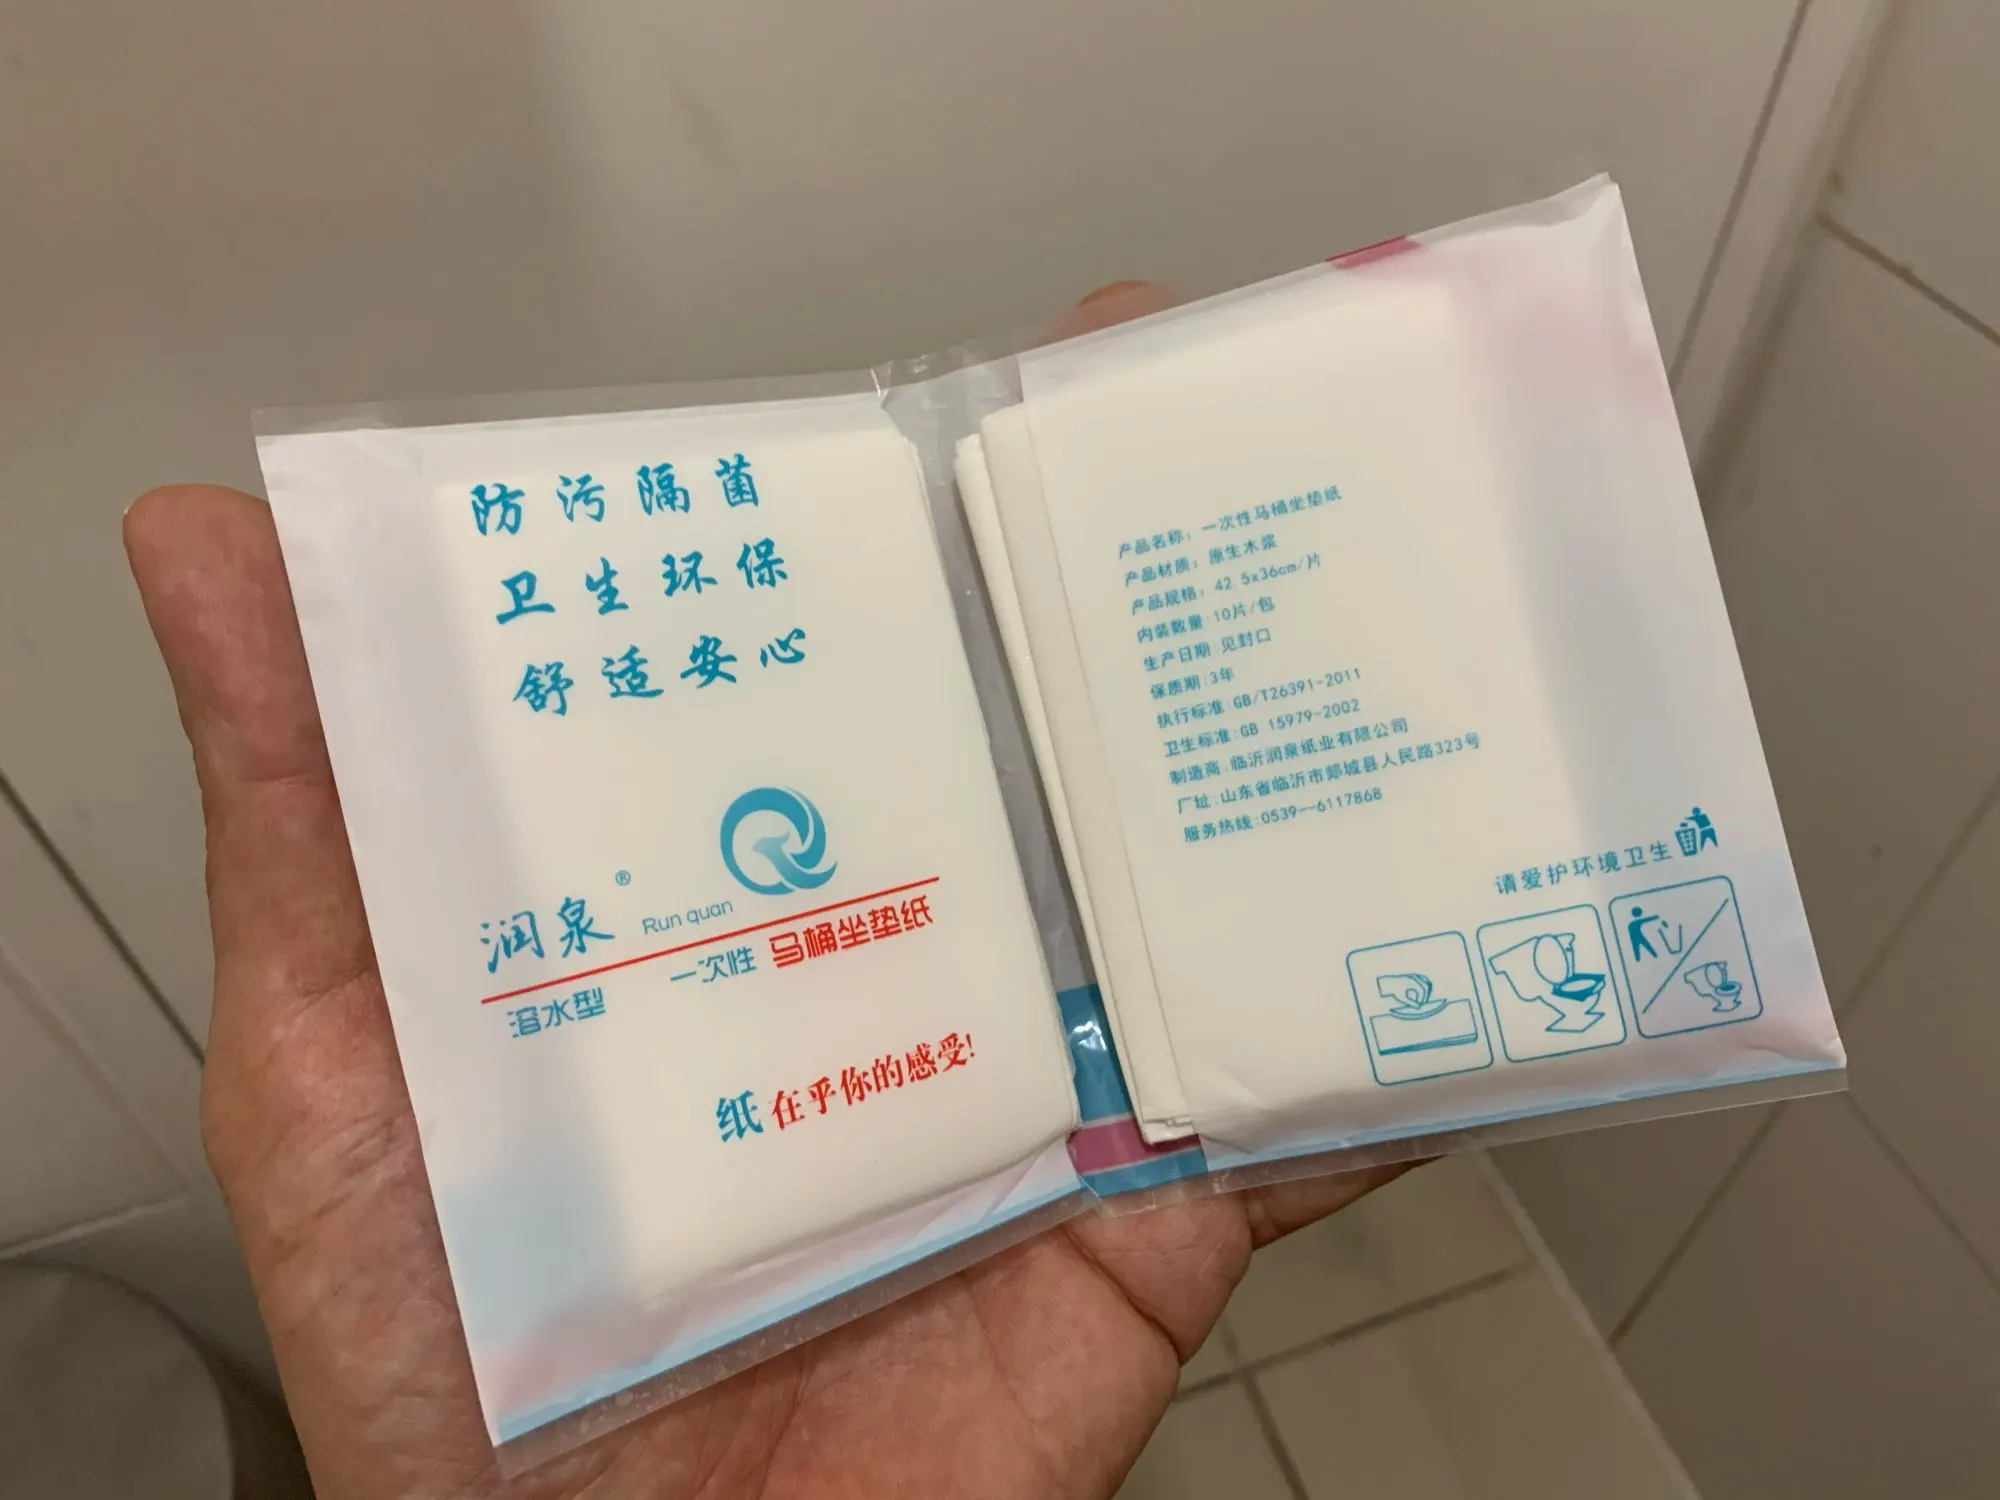 防污隔菌
卫生环保
舒适安心
润泉® Run quan
溶水型 一次性 马桶坐垫纸
纸在乎你的感受!
产品名称：一次性马桶坐垫纸
产品材质：原生木浆
产品规格：42.5x36cm/片
内装数量:10片/包
生产日期:见封口
保质期:3年
执行标准:GB/T26391-2011
卫生标准:GB 15979-2002
制造商:临沂润泉纸业有限公司
厂址:山东省临沂市郯城县人民路323号
服务热线:0539--6117868
请爱护环境卫生